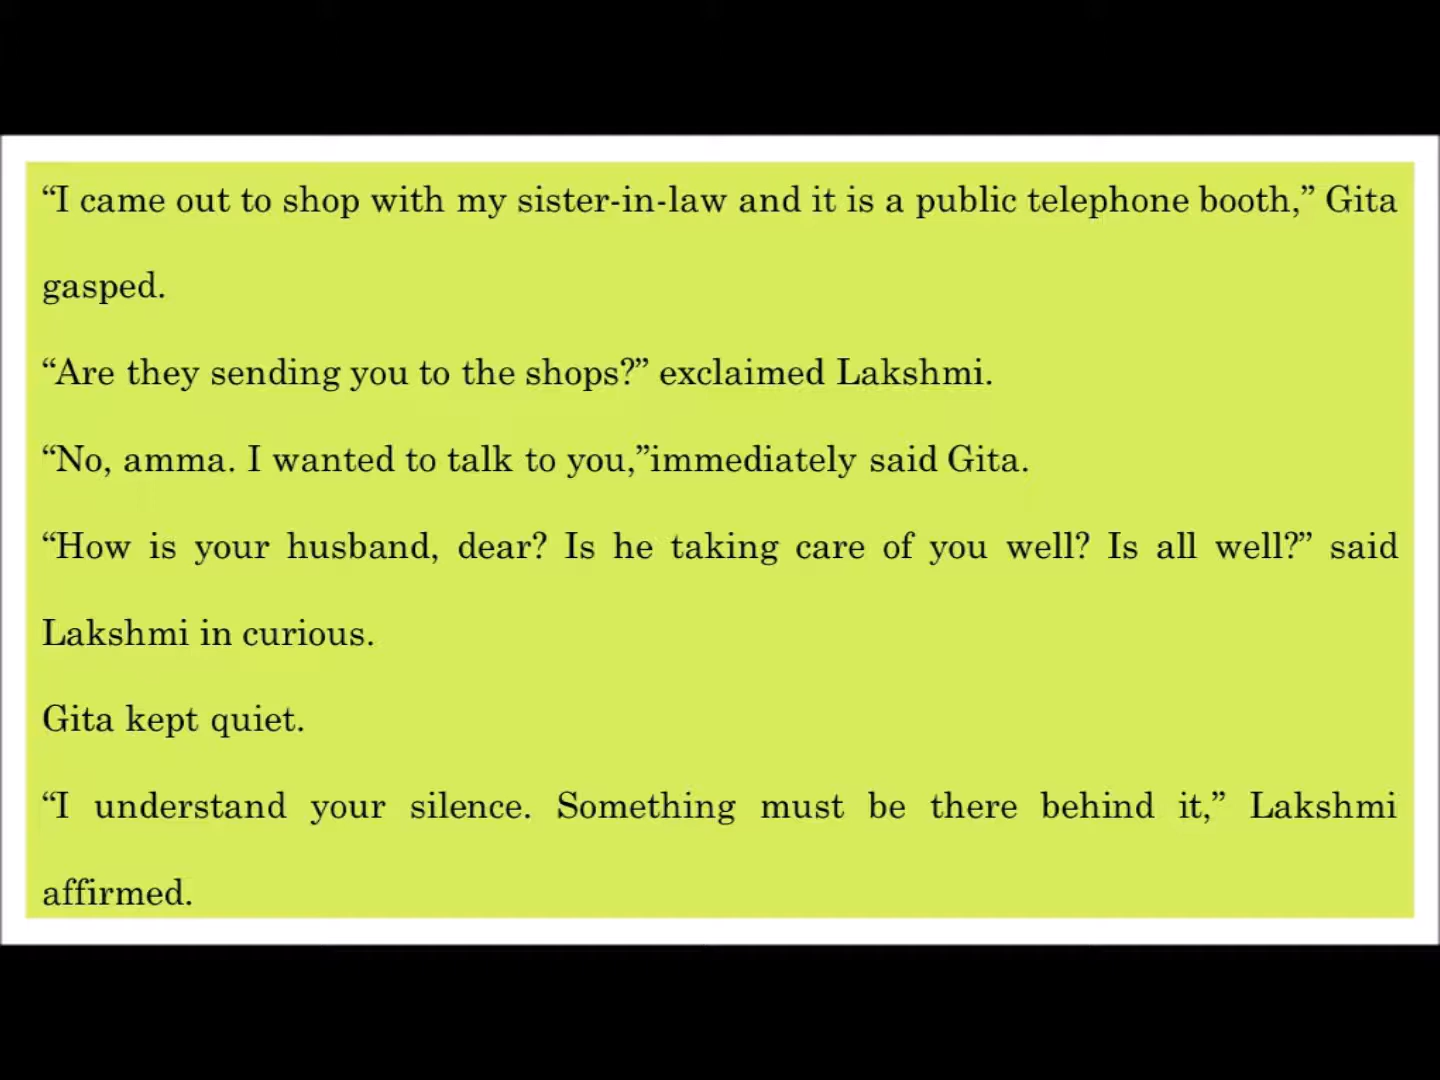 “I came out to shop with my sister-in-law and it is a public telephone booth,” Gita
gasped.
“Are they sending you to the shops?” exclaimed Lakshmi.
“No, amma. I wanted to talk to you,”immediately said Gita.
“How is your husband, dear? Is he taking care of you well? Is all well?” said
Lakshmi in curious.
Gita kept quiet.
“I understand your silence. Something must be there behind it,” Lakshmi
affirmed.